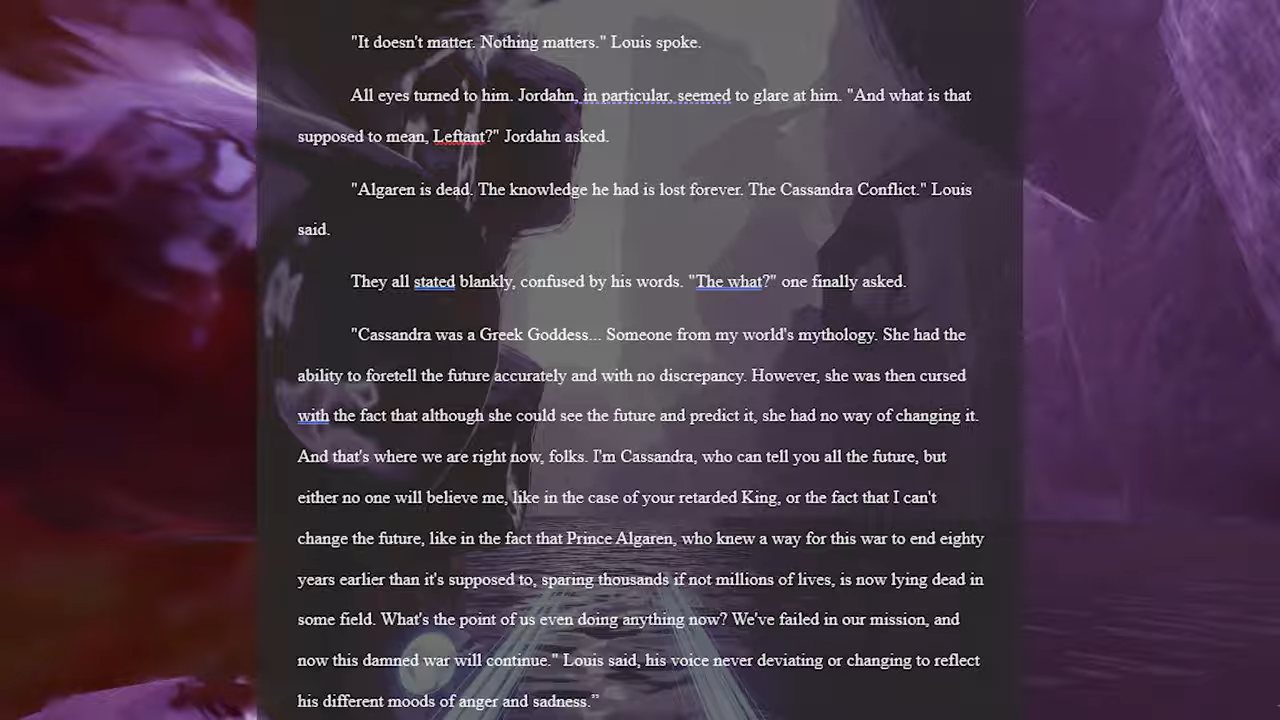 "It doesn't matter. Nothing matters." Louis spoke.
All eyes turned to him. Jordahn, in particular, seemed to glare at him. "And what is that
supposed to mean, Leftant?" Jordahn asked.
"Algaren is dead. The knowledge he had is lost forever. The Cassandra Conflict." Louis
said.
They all stated blankly, confused by his words. "The what?" one finally asked.
"Cassandra was a Greek Goddess... Someone from my world's mythology. She had the
ability to foretell the future accurately and with no discrepancy. However, she was then cursed
with the fact that although she could see the future and predict it, she had no way of changing it.
And that's where we are right now, folks. I'm Cassandra, who can tell you all the future, but
either no one will believe me, like in the case of your retarded King, or the fact that I can't
change the future, like in the fact that Prince Algaren, who knew a way for this war to end eighty
years earlier than it's supposed to, sparing thousands if not millions of lives, is now lying dead in
some field. What's the point of us even doing anything now? We've failed in our mission, and
now this damned war will continue." Louis said, his voice never deviating or changing to reflect
his different moods of anger and sadness.”